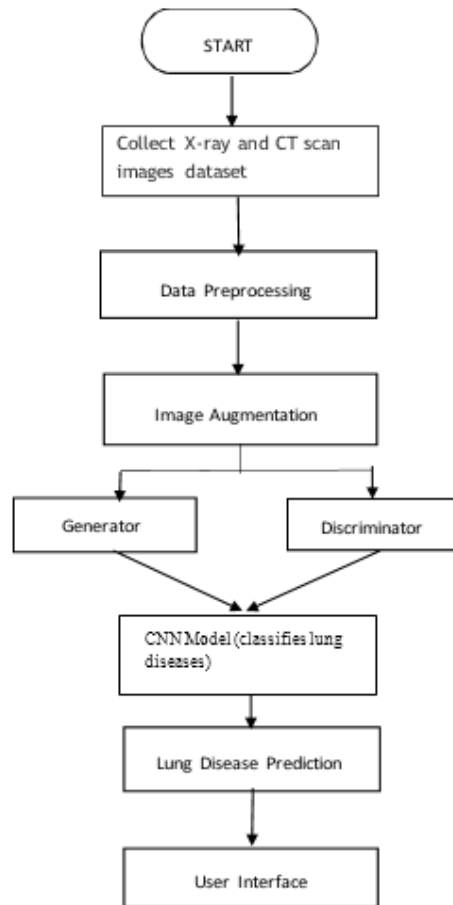 START
Collect X-ray and CT scan
images dataset
Data Preprocessing
Image Augmentation
Generator
Discriminator
CNN Model(classifies lung
diseases)
Lung Disease Prediction
User Interface